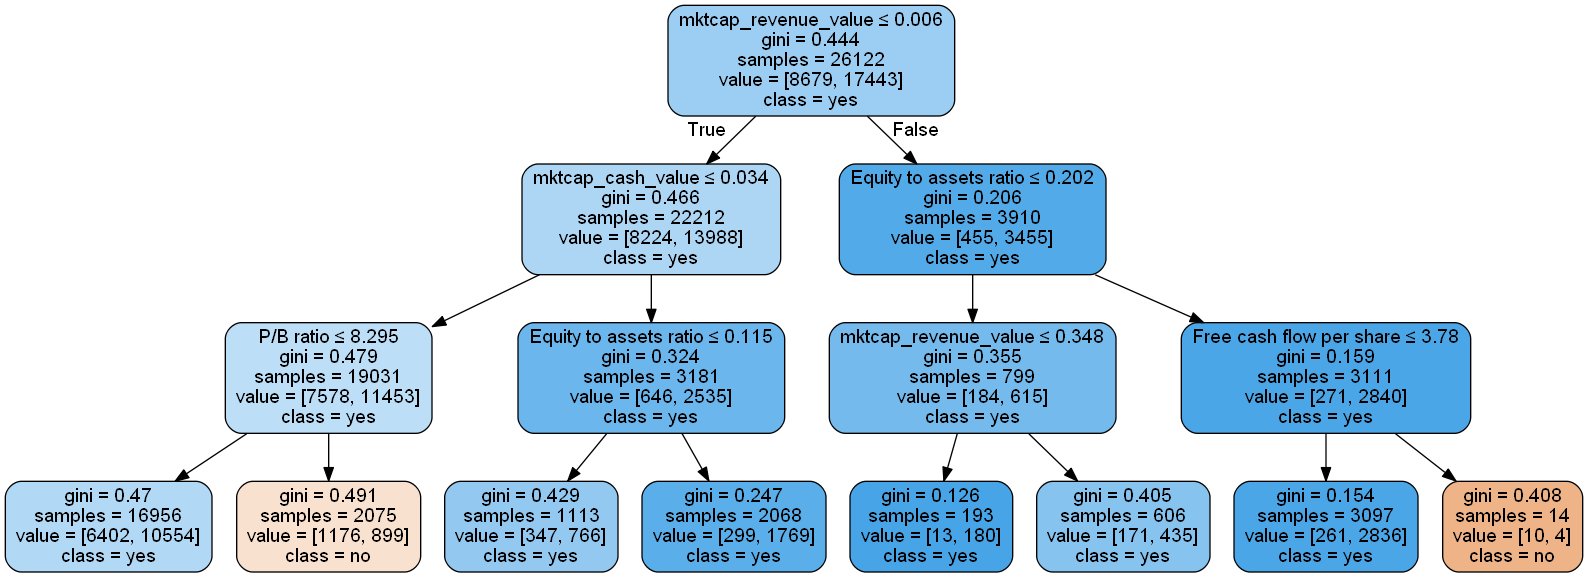 mktcap_revenue_value ≤ 0.006
gini = 0.444
samples = 26122
value = [8679, 17443]
class = yes
True
False
mktcap_cash_value ≤ 0.034
gini = 0.466
samples = 22212
value = [8224, 13988]
class = yes
Equity to assets ratio ≤ 0.202
gini = 0.206
samples = 3910
value = [455, 3455]
class = yes
P/B ratio ≤ 8.295
gini = 0.479
samples = 19031
value = [7578, 11453]
class = yes
Equity to assets ratio ≤ 0.115
gini = 0.324
samples = 3181
value = [646, 2535]
class = yes
mktcap_revenue_value ≤ 0.348
gini = 0.355
samples = 799
value = [184, 615]
class = yes
Free cash flow per share ≤ 3.78
gini = 0.159
samples = 3111
value = [271, 2840]
class = yes
gini = 0.47
samples = 16956
value = [6402, 10554]
class = yes
gini = 0.491
samples = 2075
value = [1176, 899]
class = no
gini = 0.429
samples = 1113
value = [347, 766]
class = yes
gini = 0.247
samples = 2068
value = [299, 1769]
class = yes
gini = 0.126
samples = 193
value = [13, 180]
class = yes
gini = 0.405
samples = 606
value = [171, 435]
class = yes
gini = 0.154
samples = 3097
value = [261, 2836]
class = yes
gini = 0.408
samples = 14
value = [10, 4]
class = no